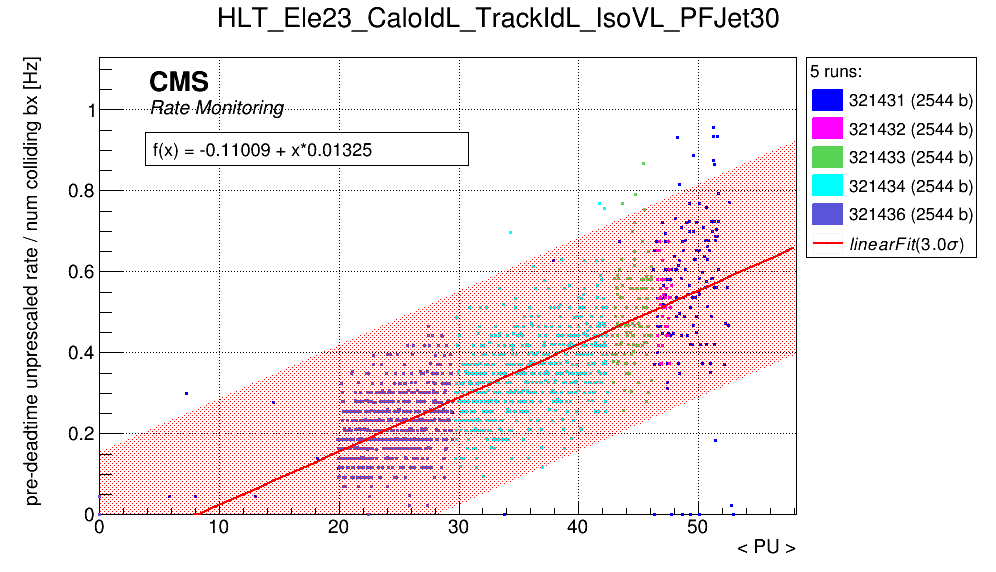 HLT_Ele23_CaloIdL_TrackIdL_IsoVL_PFJet30
pre-deadtime unprescaled rate / num colliding bx [Hz]
CMS
Rate Monitoring
f(x) = -0.11009 + x*0.01325
1
0.8
0.6
0.4
0.2
0
0 10 20 30 40 50
< PU >
5 runs:
321431 (2544 b)
321432 (2544 b)
321433 (2544 b)
321434 (2544 b)
321436 (2544 b)
linearFit(3.0σ)